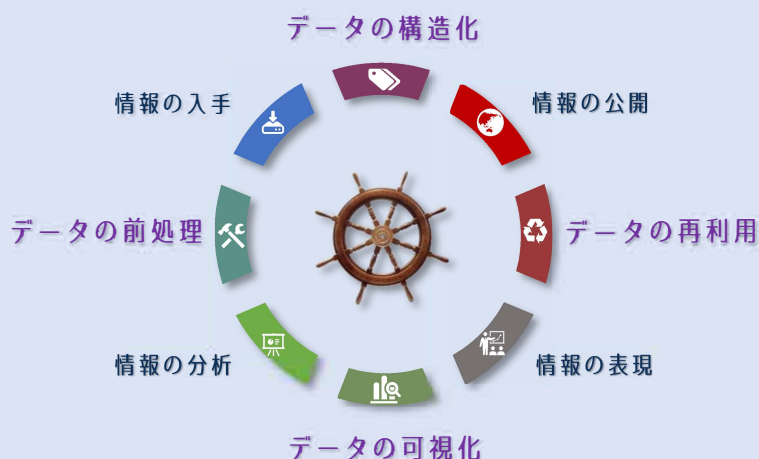 データの構造化
情報の入手
情報の公開
データの前処理
データの再利用
情報の分析
情報の表現
データの可視化